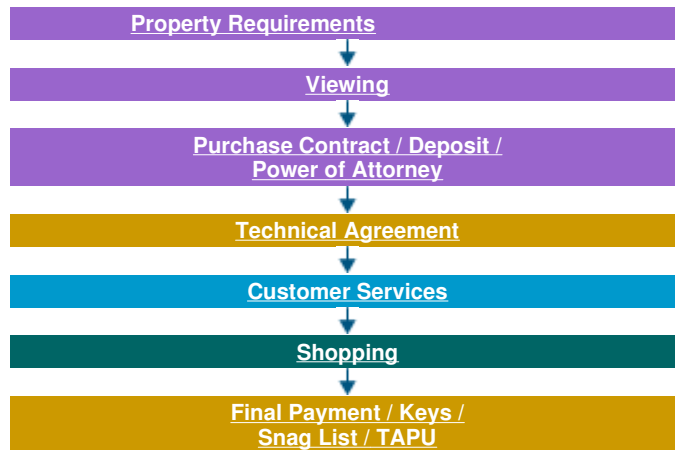 Property Requirements
Viewing
Purchase Contract / Deposit /
Power of Attorney
Technical Agreement
Customer Services
Shopping
Final Payment / Keys /
Snag List / TAPU